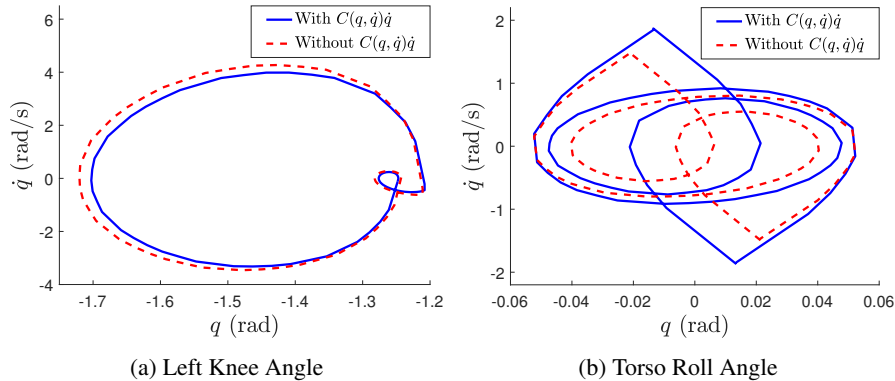 With C(q, q̇)q̇
Without C(q, q̇)q̇
6
4
2
0
-2
-4
q̇ (rad/s)
-1.7
-1.6
-1.5
-1.4
-1.3
-1.2
q (rad)
(a) Left Knee Angle
With C(q, q̇)q̇
Without C(q, q̇)q̇
2
1
0
-1
-2
q̇ (rad/s)
-0.06
-0.04
-0.02
0
0.02
0.04
0.06
q (rad)
(b) Torso Roll Angle